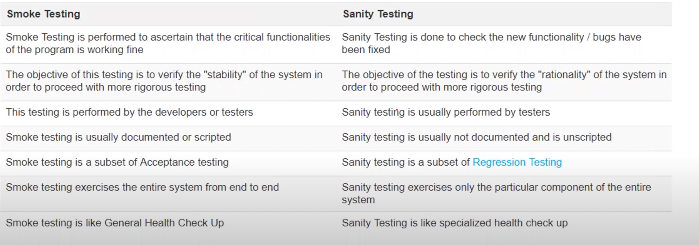 Smoke Testing
Sanity Testing
Smoke Testing is performed to ascertain that the critical functionalities
of the program is working fine
Sanity Testing is done to check the new functionality / bugs have
been fixed
The objective of this testing is to verify the "stability" of the system in
order to proceed with more rigorous testing
The objective of the testing is to verify the "rationality" of the system in
order to proceed with more rigorous testing
This testing is performed by the developers or testers
Sanity testing is usually performed by testers
Smoke testing is usually documented or scripted
Sanity testing is usually not documented and is unscripted
Smoke testing is a subset of Acceptance testing
Sanity testing is a subset of Regression Testing
Smoke testing exercises the entire system from end to end
Sanity testing exercises only the particular component of the entire
system
Smoke testing is like General Health Check Up
Sanity Testing is like specialized health check up